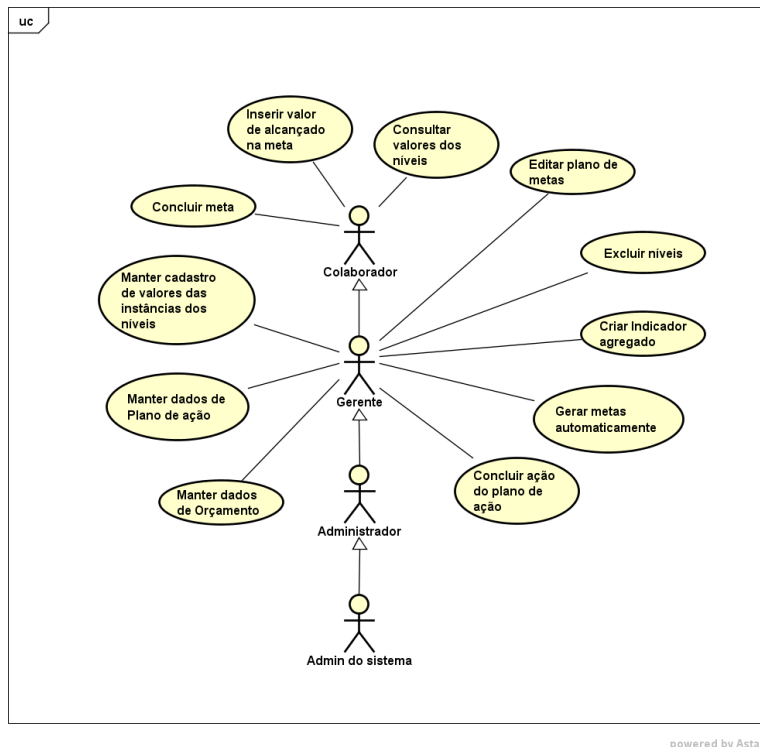 uc
Inserir valor
de alcançado
na meta
Consultar
valores dos
níveis
Editar plano de
metas
Concluir meta
Colaborador
Excluir níveis
Manter cadastro
de valores das
instâncias dos
níveis
Criar Indicador
agregado
Manter dados de
Plano de ação
Gerente
Gerar metas
automaticamente
Manter dados
de Orçamento
Concluir ação
do plano de
ação
Administrador
Admin do sistema
powered by Asta